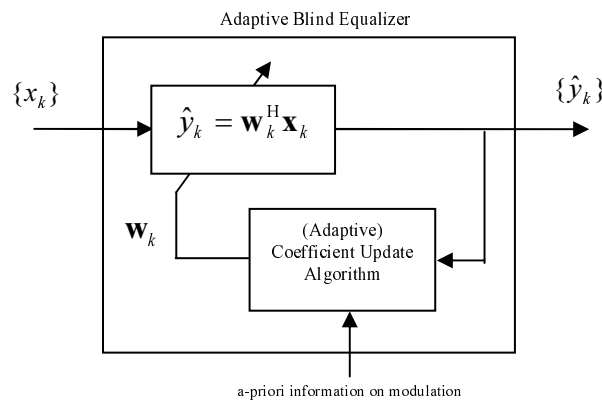 Adaptive Blind Equalizer
{x_k}
{ŷ_k}
ŷ_k = w_k^H x_k
w_k
(Adaptive)
Coefficient Update
Algorithm
a-priori information on modulation